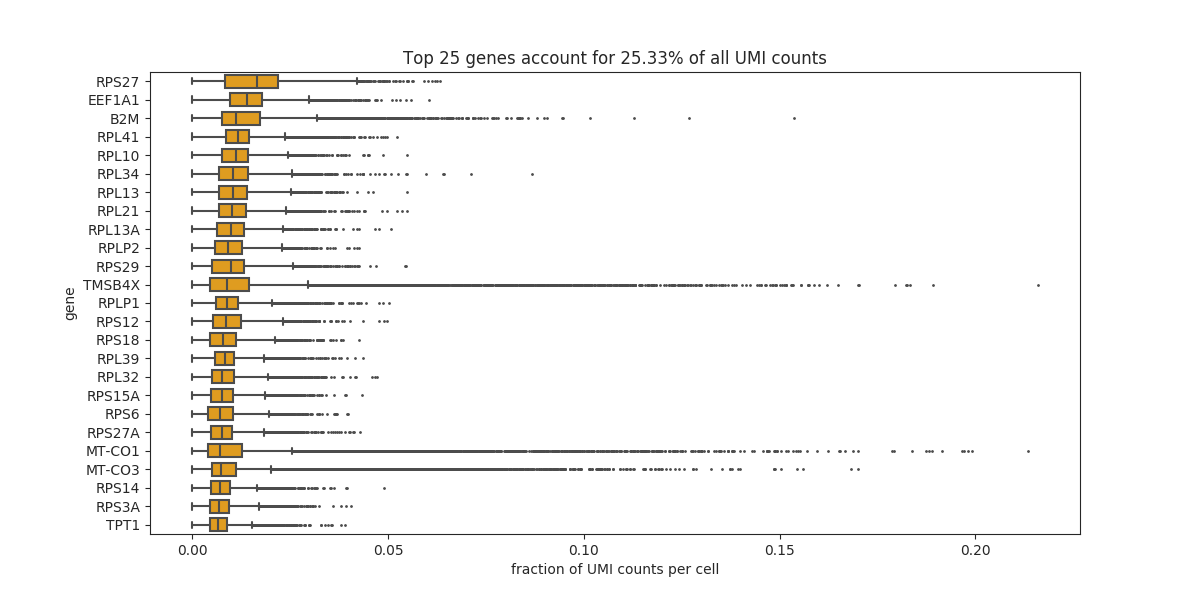 Top 25 genes account for 25.33% of all UMI counts
RPS27
EEF1A1
B2M
RPL41
RPL10
RPL34
RPL13
RPL21
RPL13A
RPLP2
RPS29
TMSB4X
RPLP1
RPS12
RPS18
RPL39
RPL32
RPS15A
RPS6
RPS27A
MT-CO1
MT-CO3
RPS14
RPS3A
TPT1
gene
0.00 0.05 0.10 0.15 0.20
fraction of UMI counts per cell